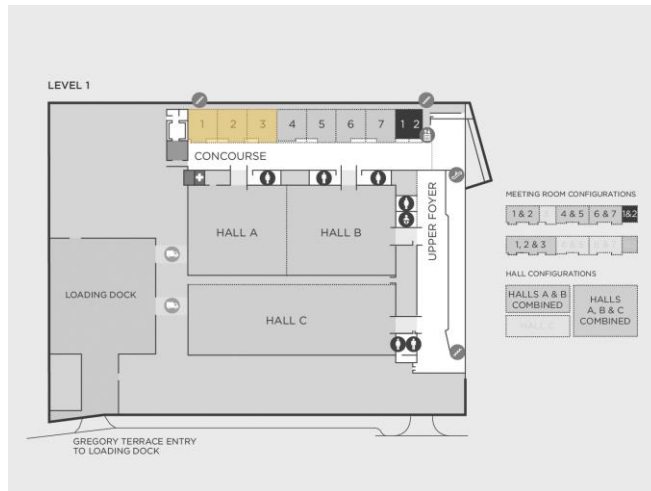 LEVEL 1
1 2 3 4 5 6 7 1 2
CONCOURSE
HALL A
HALL B
UPPER FOYER
LOADING DOCK
HALL C
GREGORY TERRACE ENTRY
TO LOADING DOCK
MEETING ROOM CONFIGURATIONS
1 & 2 4 & 5 6 & 7 1&2
1, 2 & 3 4 & 5 6 & 7
HALL CONFIGURATIONS
HALLS A & B
COMBINED
HALL C
HALLS
A, B & C
COMBINED